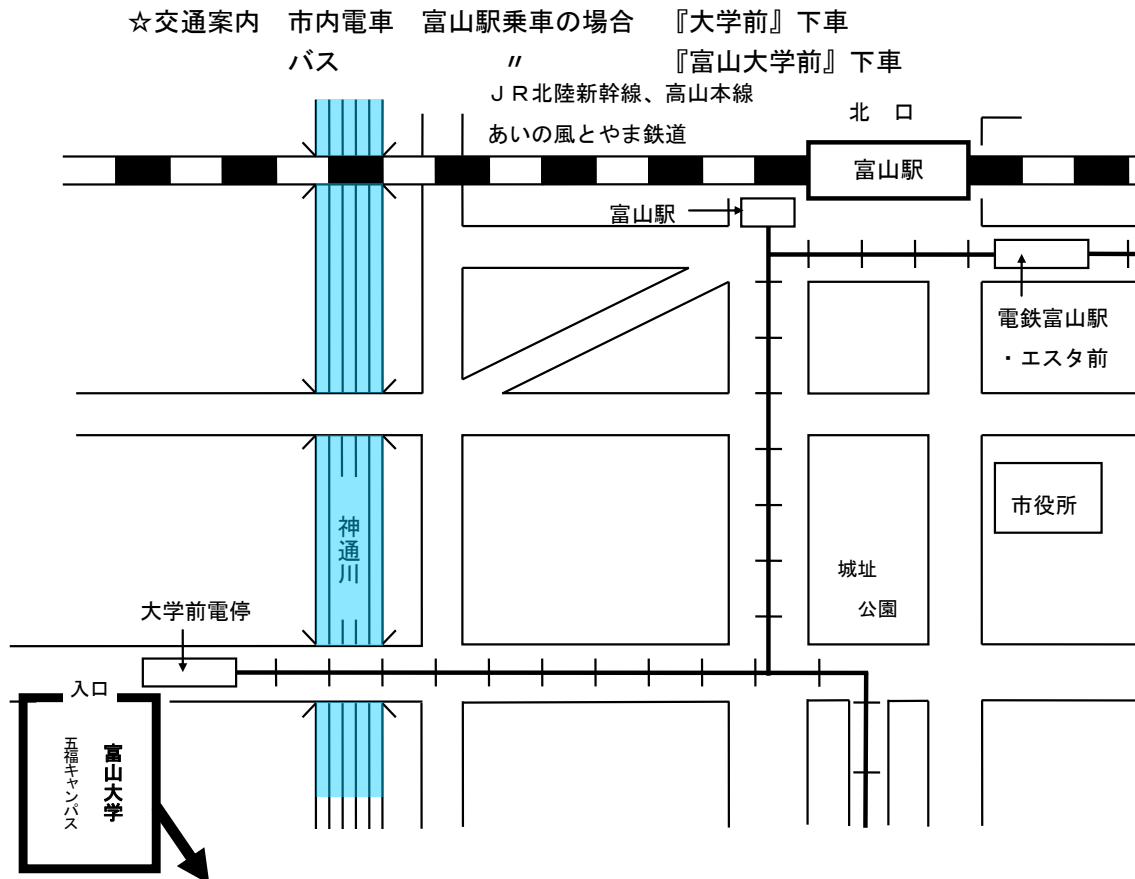 ☆交通案内　市内電車　富山駅乗車の場合　『大学前』下車
バス　〃　『富山大学前』下車
ＪＲ北陸新幹線、高山本線
あいの風とやま鉄道
北　口
富山駅
富山駅
電鉄富山駅
・エスタ前
市役所
神通川
城址
公園
大学前電停
入口
富山大学
五福キャンパス